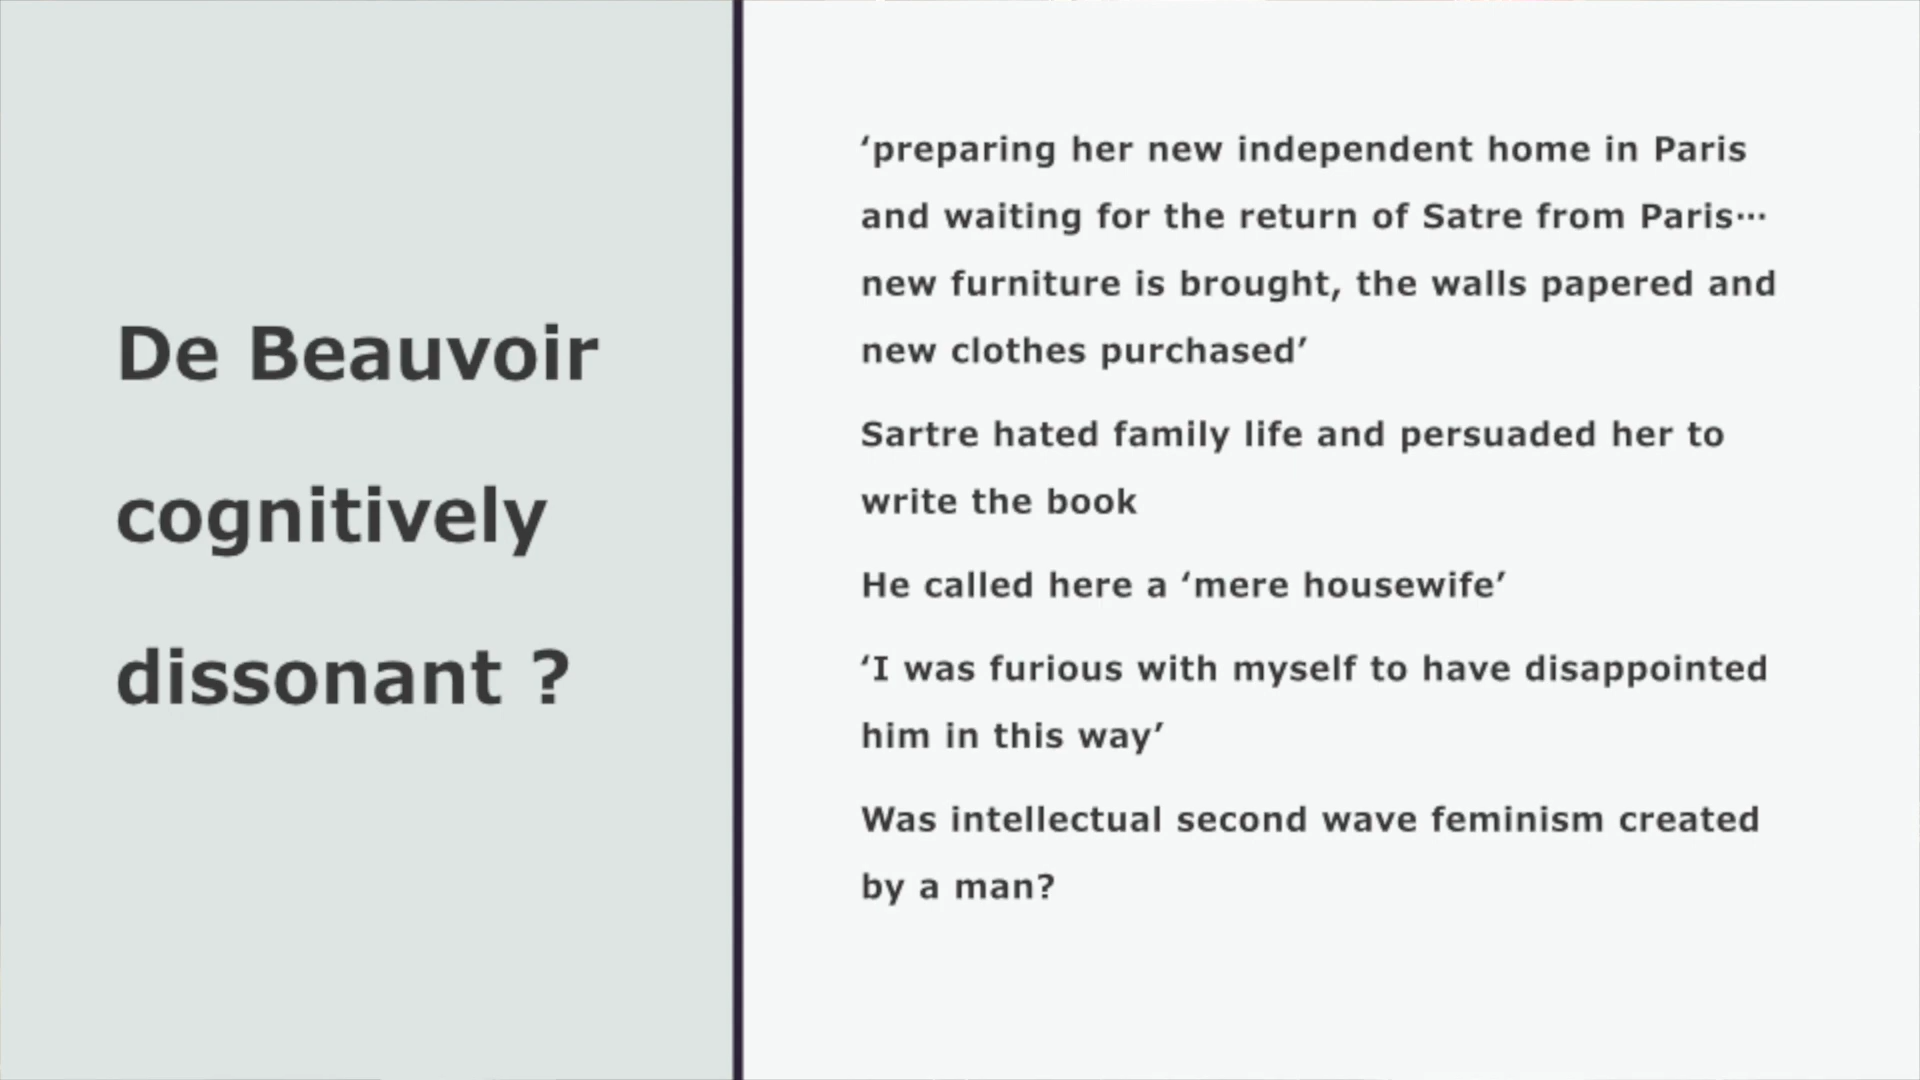 De Beauvoir
cognitively
dissonant ?
‘preparing her new independent home in Paris
and waiting for the return of Satre from Paris…
new furniture is brought, the walls papered and
new clothes purchased’
Sartre hated family life and persuaded her to
write the book
He called here a ‘mere housewife’
‘I was furious with myself to have disappointed
him in this way’
Was intellectual second wave feminism created
by a man?